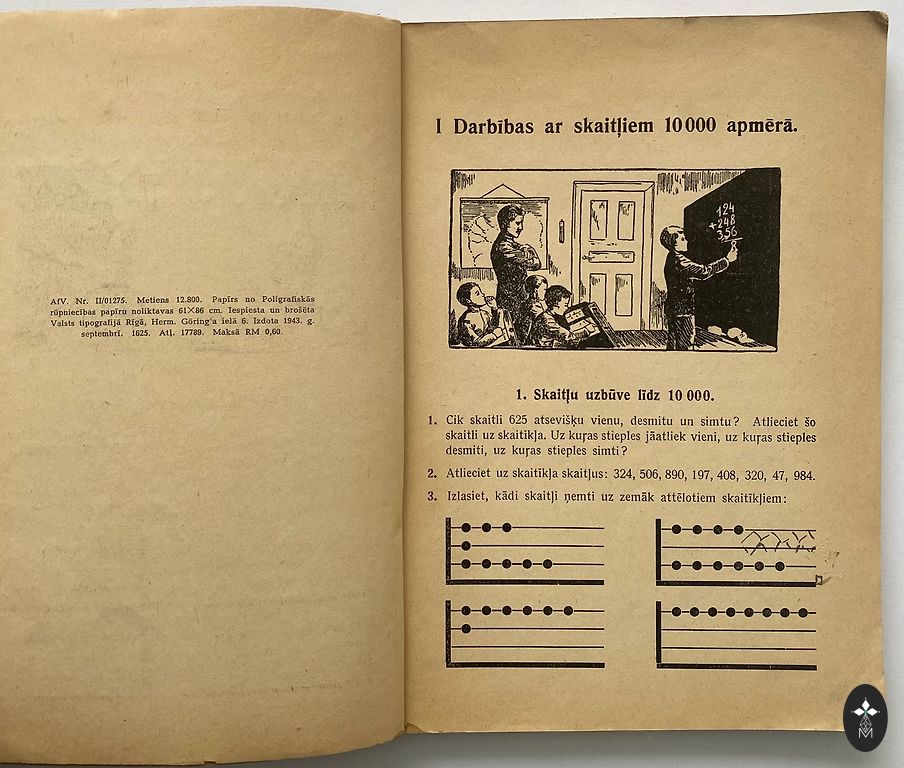 AfV. Nr. II/01275. Metiens 12.800. Papīrs no Poligrafiskās
rūpniecības papīru noliktavas 61×86 cm. Iespiesta un brošēta
Valsts tipografijā Rīgā, Herm. Göring'a ielā 6. Izdota 1943. g.
septembrī. 1625. Atļ. 17789. Maksā RM 0,60.
I Darbības ar skaitļiem 10 000 apmērā.
124
+248
356
8
1. Skaitļu uzbūve līdz 10 000.
1. Cik skaitlī 625 atsevišķu vienu, desmitu un simtu? Atlieciet šo
skaitli uz skaitīkļa. Uz kuŗas stieples jāatliek vieni, uz kuŗas stieples
desmiti, uz kuŗas stieples simti?
2. Atlieciet uz skaitīkļa skaitļus: 324, 506, 890, 197, 408, 320, 47, 984.
3. Izlasiet, kādi skaitļi ņemti uz zemāk attēlotiem skaitīkļiem:
M